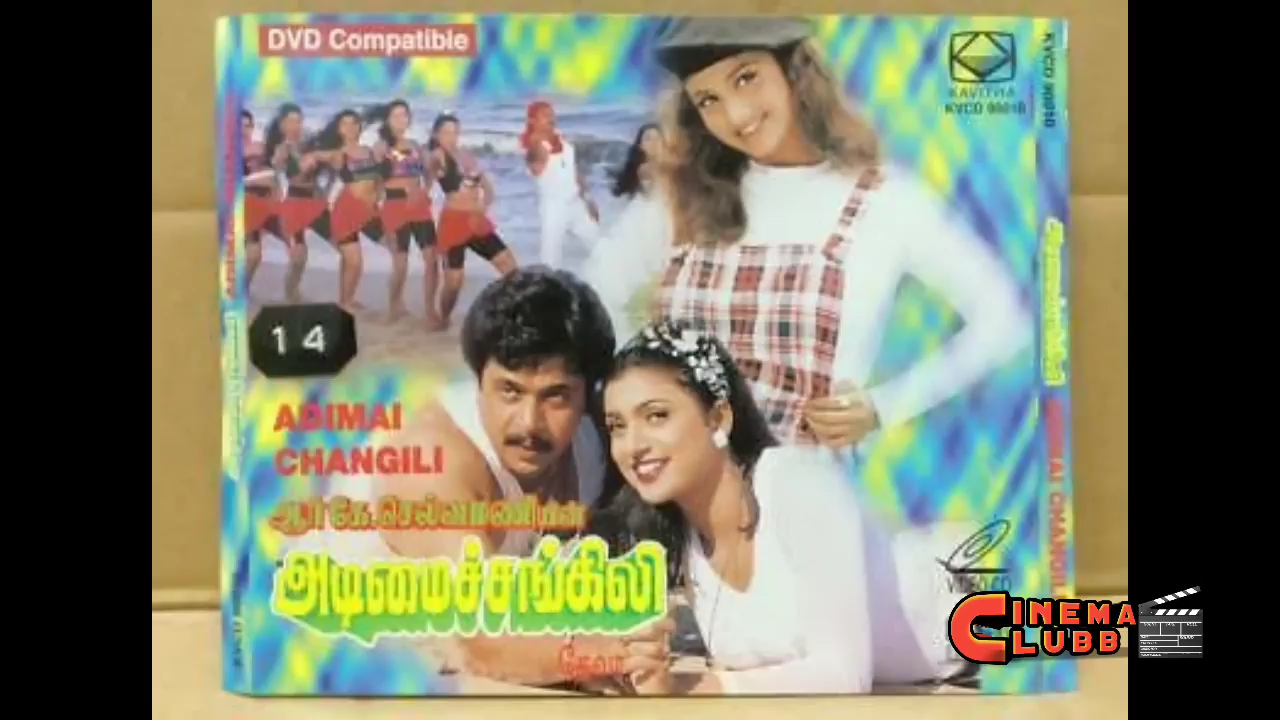 DVD Compatible
KAVITHA
14
ADIMAI
CHANGILI
ஆர்.கே.செல்வமணியின்
அடிமைச்சங்கிலி
தேவா
VIDEO CD
CINEMA
CLUBB